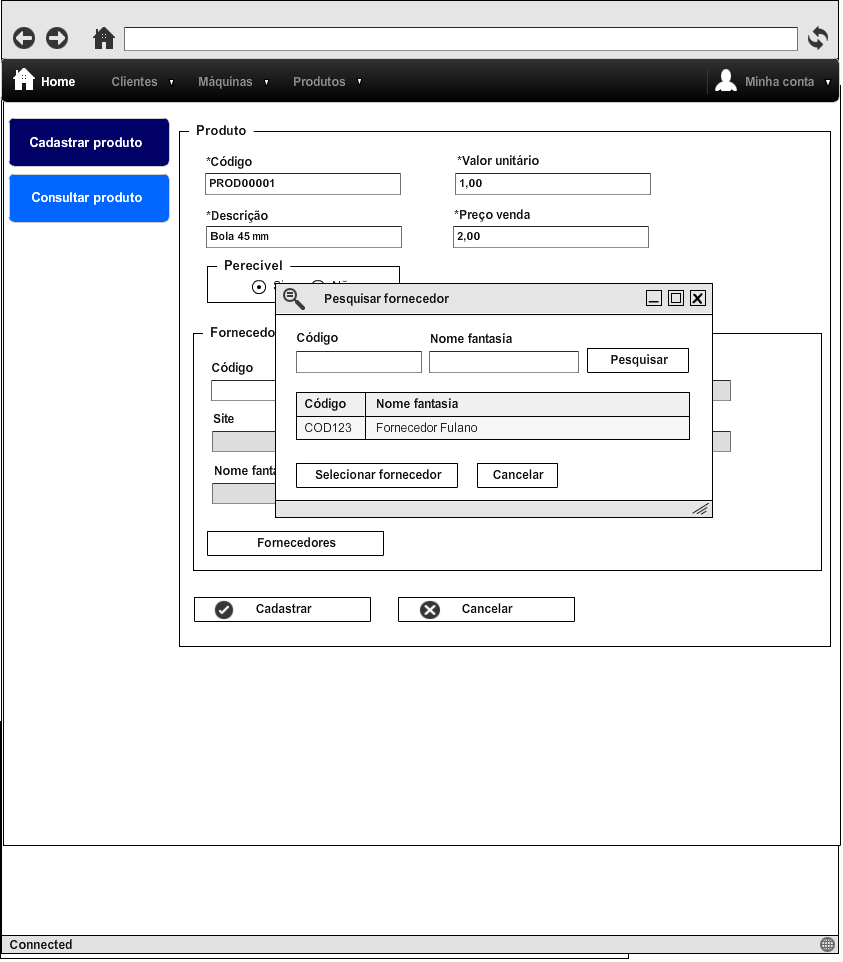 Home Clientes Máquinas Produtos Minha conta
Cadastrar produto
Consultar produto
Produto
*Código *Valor unitário
PROD00001 1,00
*Descrição *Preço venda
Bola 45 mm 2,00
Perecível
Pesquisar fornecedor
Fornecedo
Código Nome fantasia
Pesquisar
Código
Código Nome fantasia
COD123 Fornecedor Fulano
Site
Nome fanta
Selecionar fornecedor Cancelar
Fornecedores
Cadastrar Cancelar
Connected